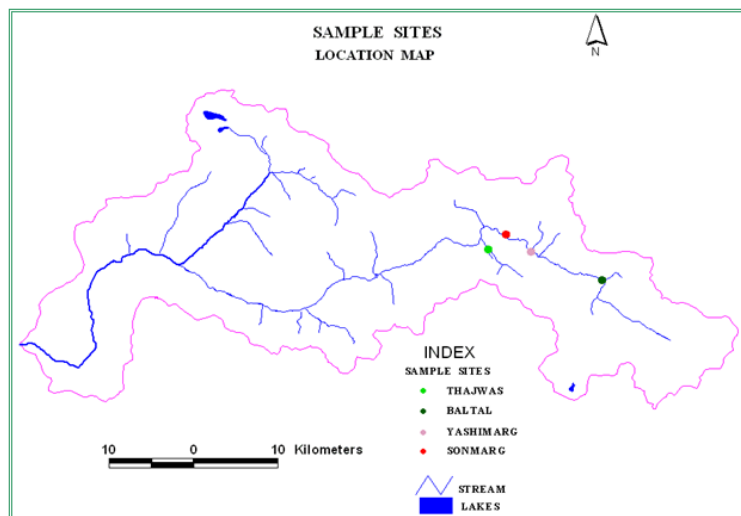 SAMPLE SITES
LOCATION MAP
N
INDEX
SAMPLE SITES
THAJWAS
BALTAL
YASHIMARG
SONMARG
10 0 10 Kilometers
STREAM
LAKES